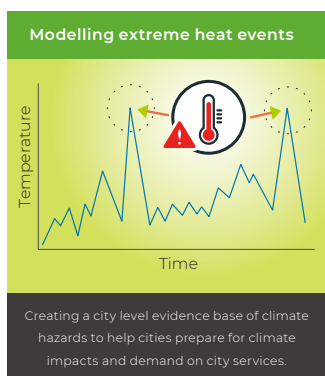 Modelling extreme heat events
Temperature
Time
Creating a city level evidence base of climate
hazards to help cities prepare for climate
impacts and demand on city services.